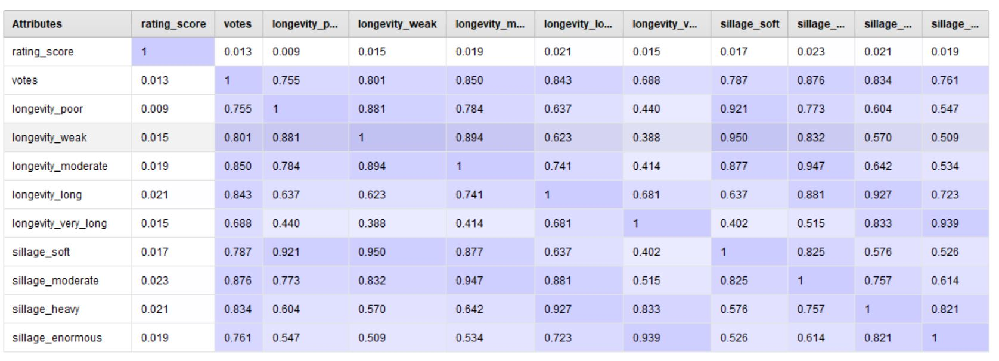 Attributes rating_score votes longevity_p... longevity_weak longevity_m... longevity_lo... longevity_v... sillage_soft sillage_... sillage_... sillage_...
rating_score 1 0.013 0.009 0.015 0.019 0.021 0.015 0.017 0.023 0.021 0.019
votes 0.013 1 0.755 0.801 0.850 0.843 0.688 0.787 0.876 0.834 0.761
longevity_poor 0.009 0.755 1 0.881 0.784 0.637 0.440 0.921 0.773 0.604 0.547
longevity_weak 0.015 0.801 0.881 1 0.894 0.623 0.388 0.950 0.832 0.570 0.509
longevity_moderate 0.019 0.850 0.784 0.894 1 0.741 0.414 0.877 0.947 0.642 0.534
longevity_long 0.021 0.843 0.637 0.623 0.741 1 0.681 0.637 0.881 0.927 0.723
longevity_very_long 0.015 0.688 0.440 0.388 0.414 0.681 1 0.402 0.515 0.833 0.939
sillage_soft 0.017 0.787 0.921 0.950 0.877 0.637 0.402 1 0.825 0.576 0.526
sillage_moderate 0.023 0.876 0.773 0.832 0.947 0.881 0.515 0.825 1 0.757 0.614
sillage_heavy 0.021 0.834 0.604 0.570 0.642 0.927 0.833 0.576 0.757 1 0.821
sillage_enormous 0.019 0.761 0.547 0.509 0.534 0.723 0.939 0.526 0.614 0.821 1